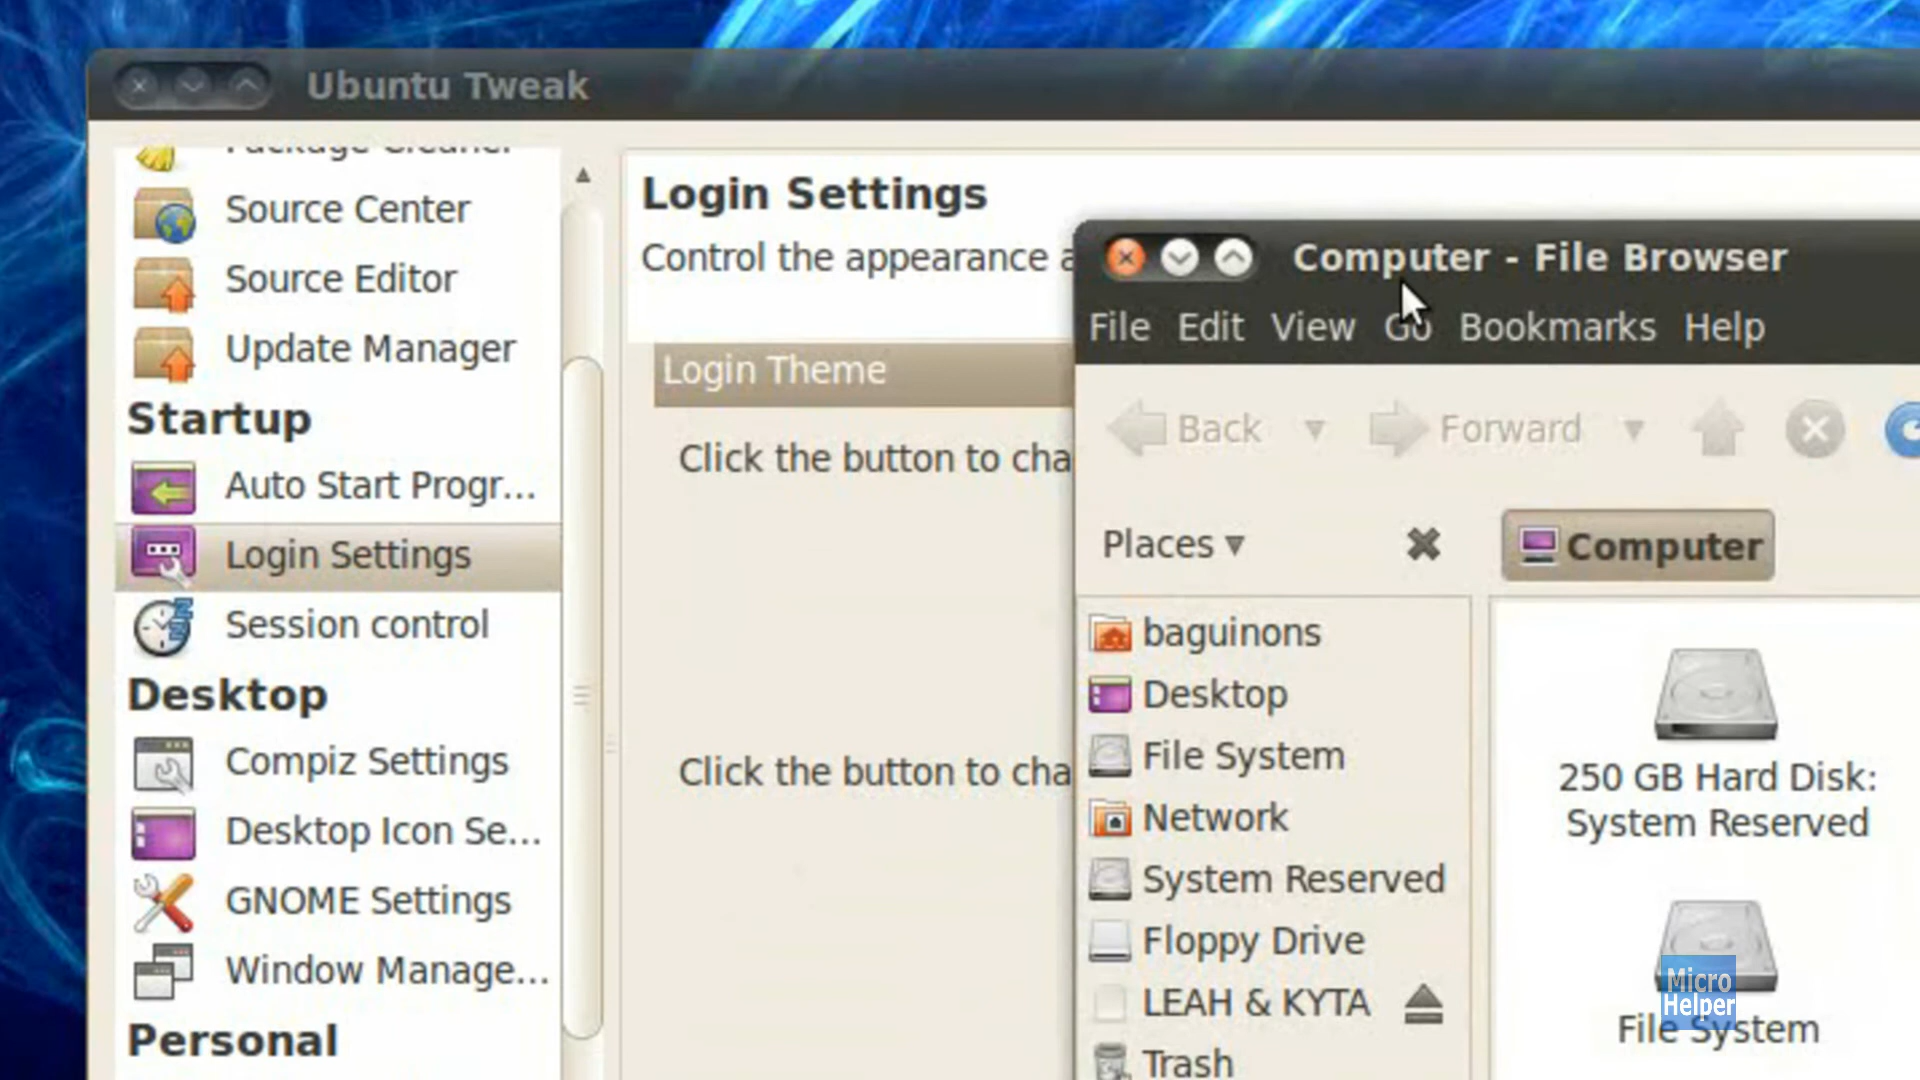 Ubuntu Tweak
Package Cleaner
Source Center
Source Editor
Update Manager
Startup
Auto Start Progr...
Login Settings
Session control
Desktop
Compiz Settings
Desktop Icon Se...
GNOME Settings
Window Manage...
Personal
Login Settings
Control the appearance a
Login Theme
Click the button to cha
Click the button to cha
Computer - File Browser
File Edit View Go Bookmarks Help
Back Forward
Places
Computer
baguinons
Desktop
File System
Network
System Reserved
Floppy Drive
LEAH & KYTA
Trash
250 GB Hard Disk:
System Reserved
File System
Micro
Helper